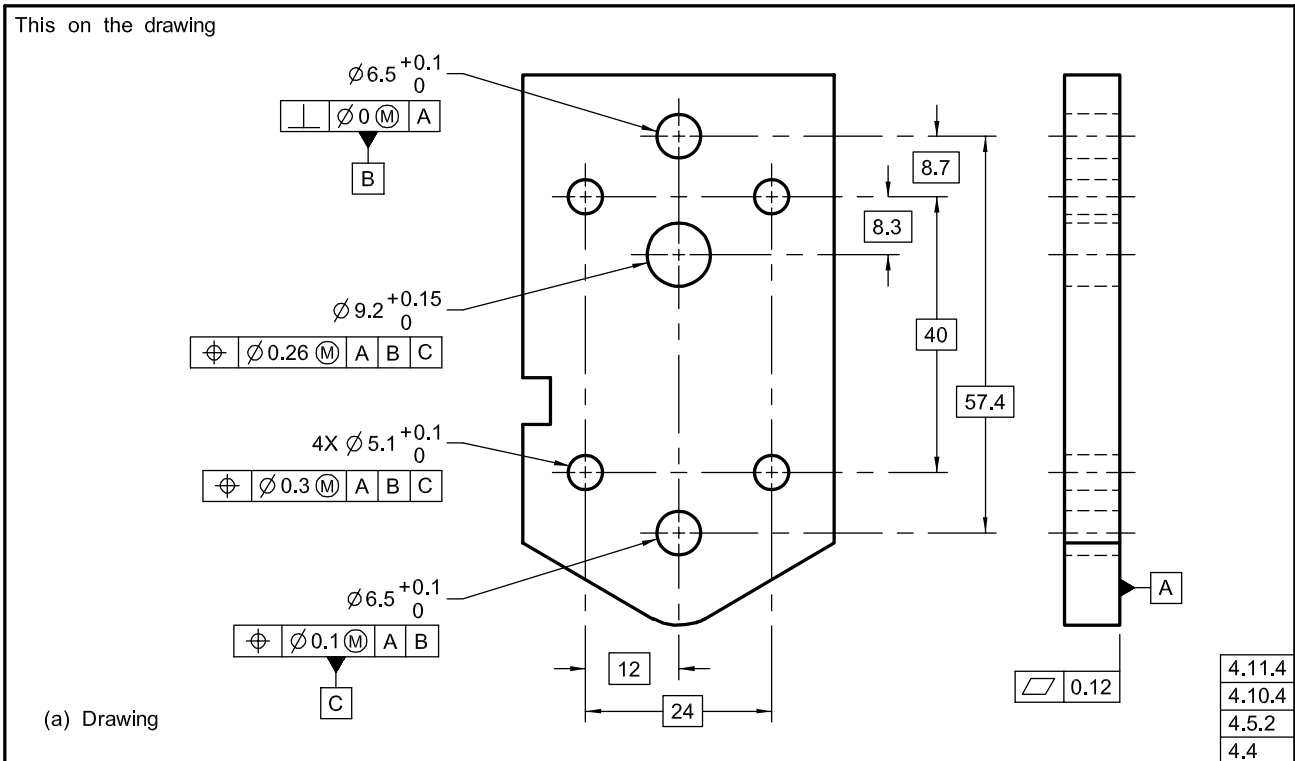 This on the drawing
⌀6.5 +0.1 0
⟂ ⌀0 Ⓜ A
B
8.7
8.3
⌀9.2 +0.15 0
⌖ ⌀0.26 Ⓜ A B C
40
57.4
4X ⌀5.1 +0.1 0
⌖ ⌀0.3 Ⓜ A B C
⌀6.5 +0.1 0
⌖ ⌀0.1 Ⓜ A B
C
A
12
24
⏥ 0.12
(a) Drawing
4.11.4
4.10.4
4.5.2
4.4